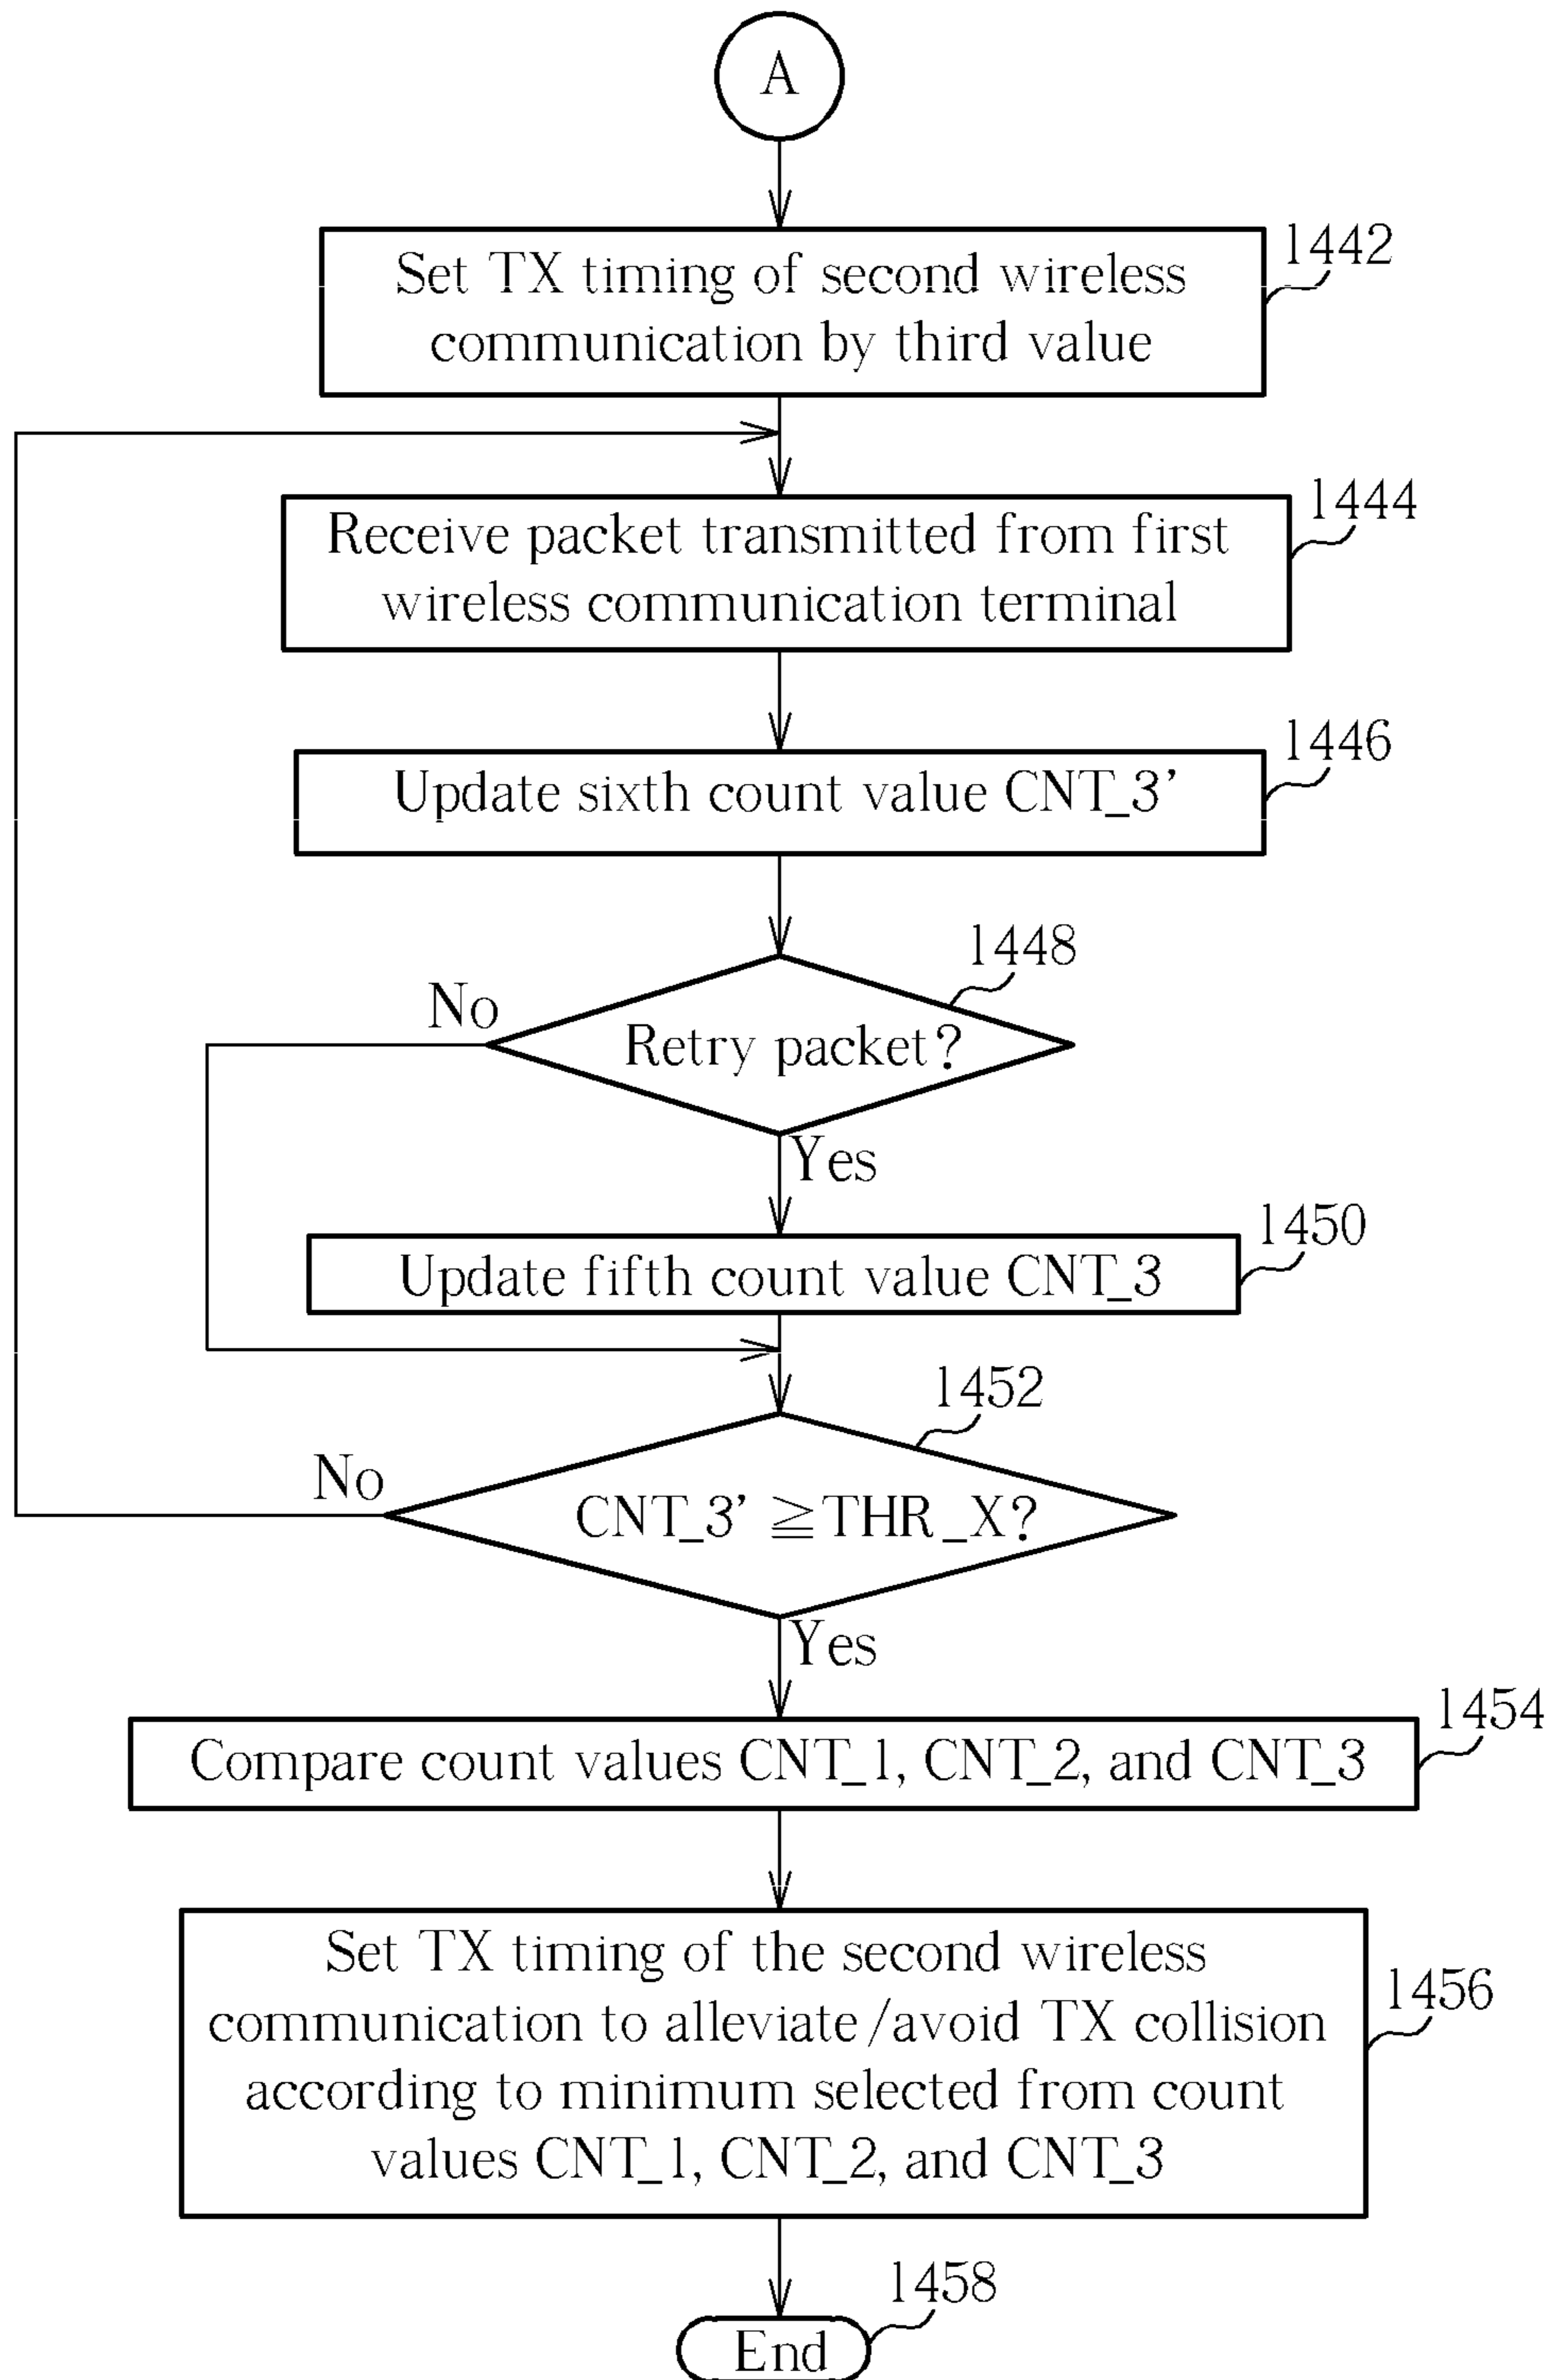 A
1442
Set TX timing of second wireless
communication by third value
1444
Receive packet transmitted from first
wireless communication terminal
1446
Update sixth count value CNT_3’
1448
No
Retry packet?
Yes
1450
Update fifth count value CNT_3
1452
No
CNT_3’ ≧THR_X?
Yes
1454
Compare count values CNT_1, CNT_2, and CNT_3
1456
Set TX timing of the second wireless
communication to alleviate/avoid TX collision
according to minimum selected from count
values CNT_1, CNT_2, and CNT_3
1458
End